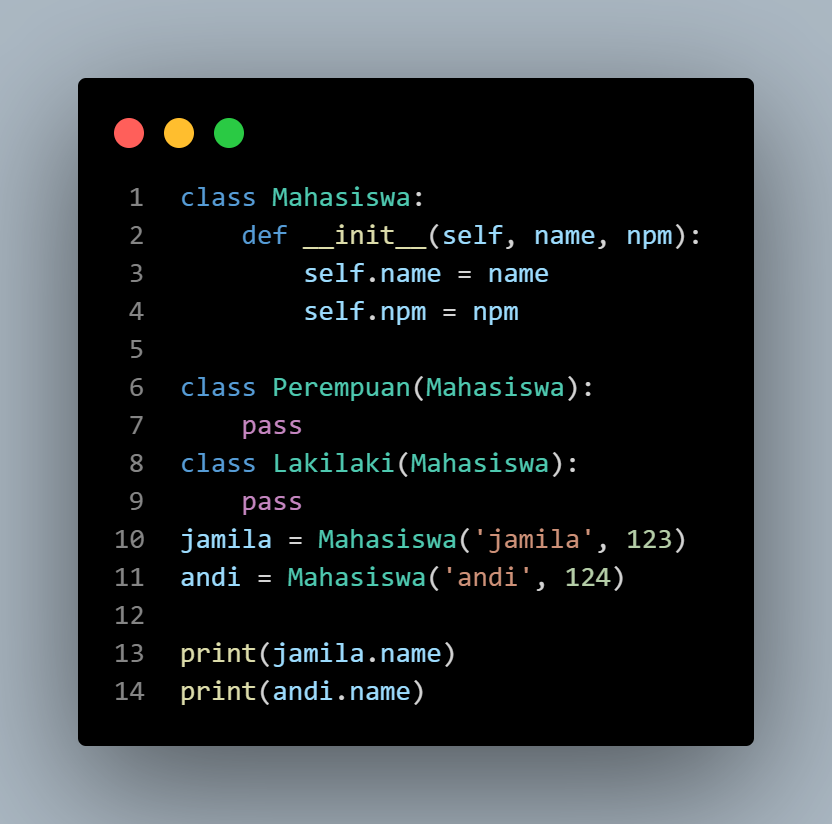 1 class Mahasiswa:
2     def __init__(self, name, npm):
3         self.name = name
4         self.npm = npm
5
6 class Perempuan(Mahasiswa):
7     pass
8 class Lakilaki(Mahasiswa):
9     pass
10 jamila = Mahasiswa('jamila', 123)
11 andi = Mahasiswa('andi', 124)
12
13 print(jamila.name)
14 print(andi.name)